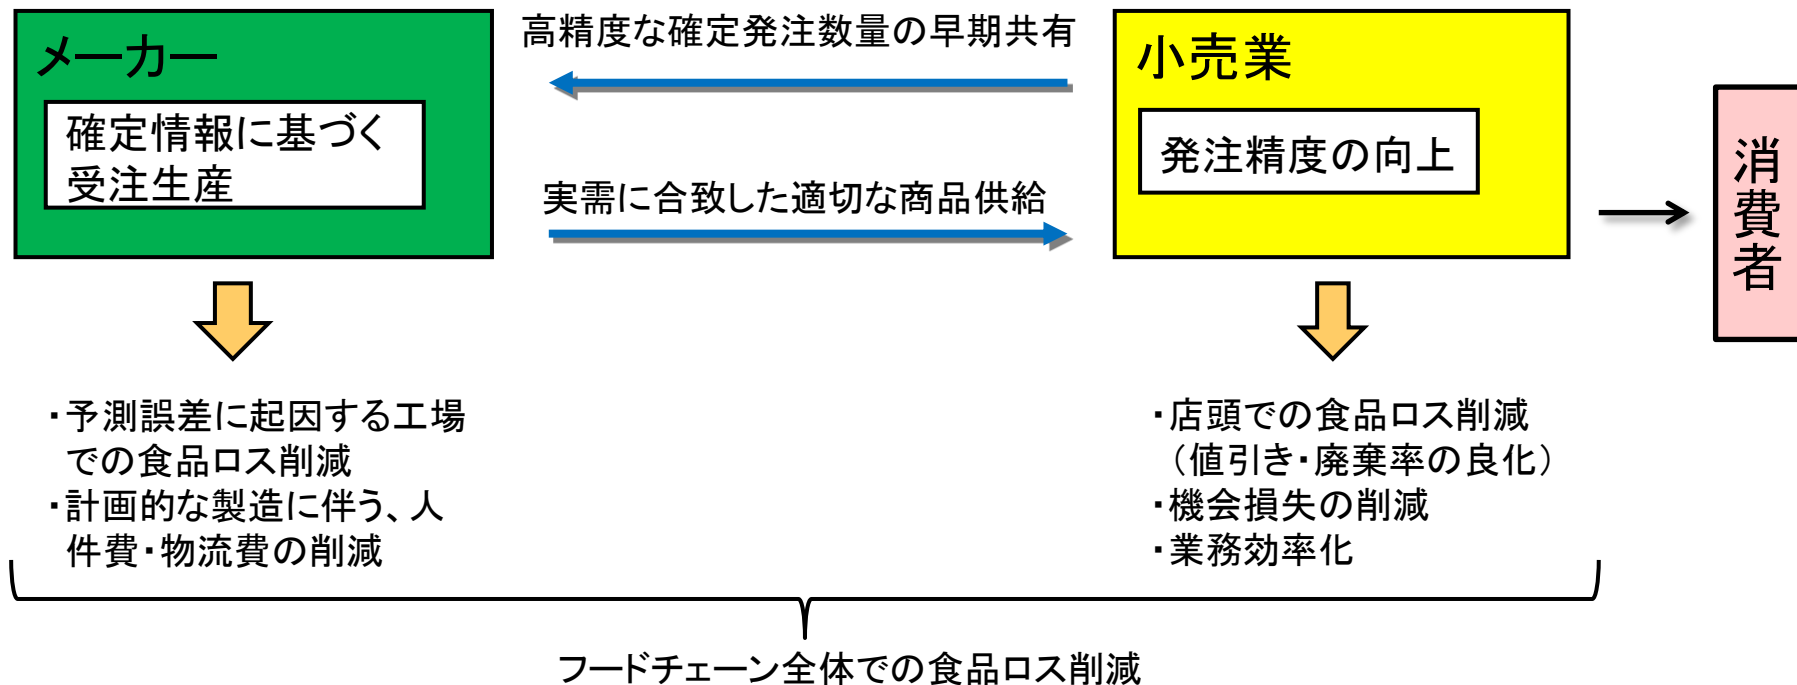 メーカー
確定情報に基づく
受注生産
高精度な確定発注数量の早期共有
実需に合致した適切な商品供給
小売業
発注精度の向上
消費者
・予測誤差に起因する工場
での食品ロス削減
・計画的な製造に伴う、人
件費・物流費の削減
・店頭での食品ロス削減
（値引き・廃棄率の良化）
・機会損失の削減
・業務効率化
フードチェーン全体での食品ロス削減